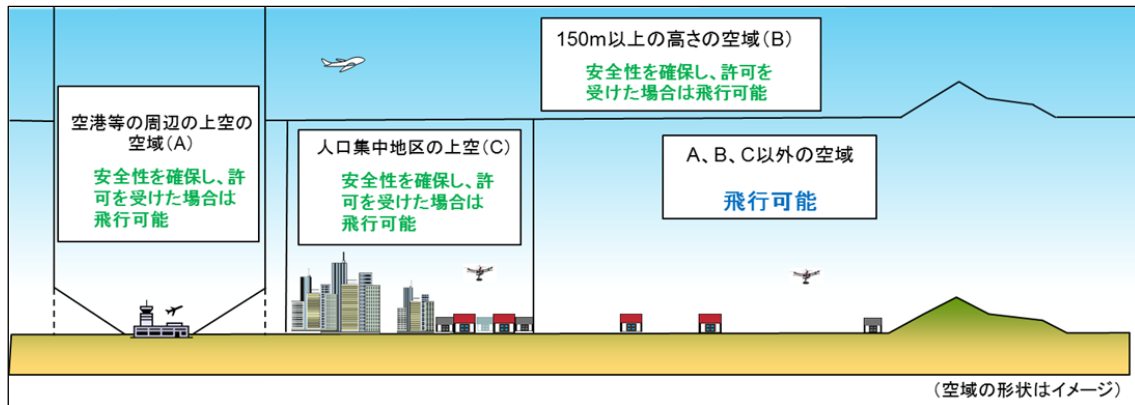 150m以上の高さの空域(B)
安全性を確保し、許可を
受けた場合は飛行可能
空港等の周辺の上空の
空域(A)
安全性を確保し、許
可を受けた場合は
飛行可能
人口集中地区の上空(C)
安全性を確保し、許
可を受けた場合は
飛行可能
A、B、C以外の空域
飛行可能
(空域の形状はイメージ)